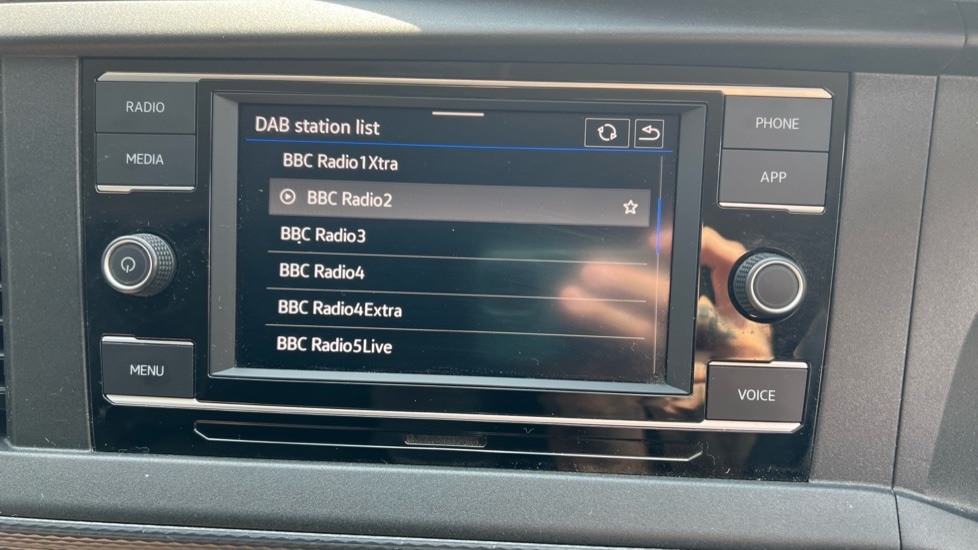 RADIO
MEDIA
MENU
DAB station list
BBC Radio1Xtra
BBC Radio2
BBC Radio3
BBC Radio4
BBC Radio4Extra
BBC Radio5Live
PHONE
APP
VOICE